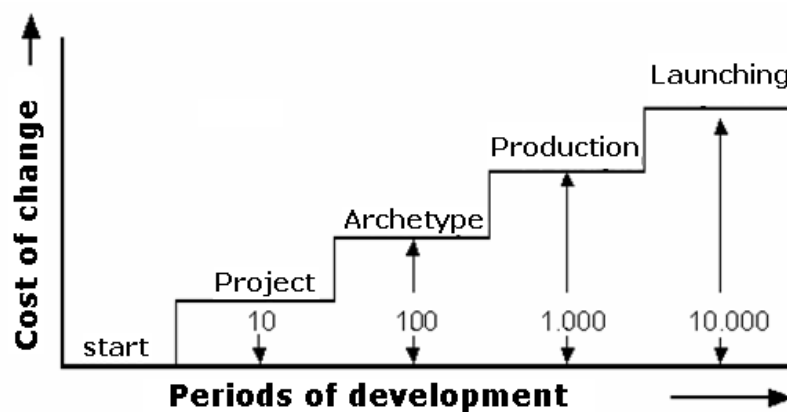 Cost of change
Launching
Production
Archetype
Project
start
10
100
1.000
10.000
Periods of development